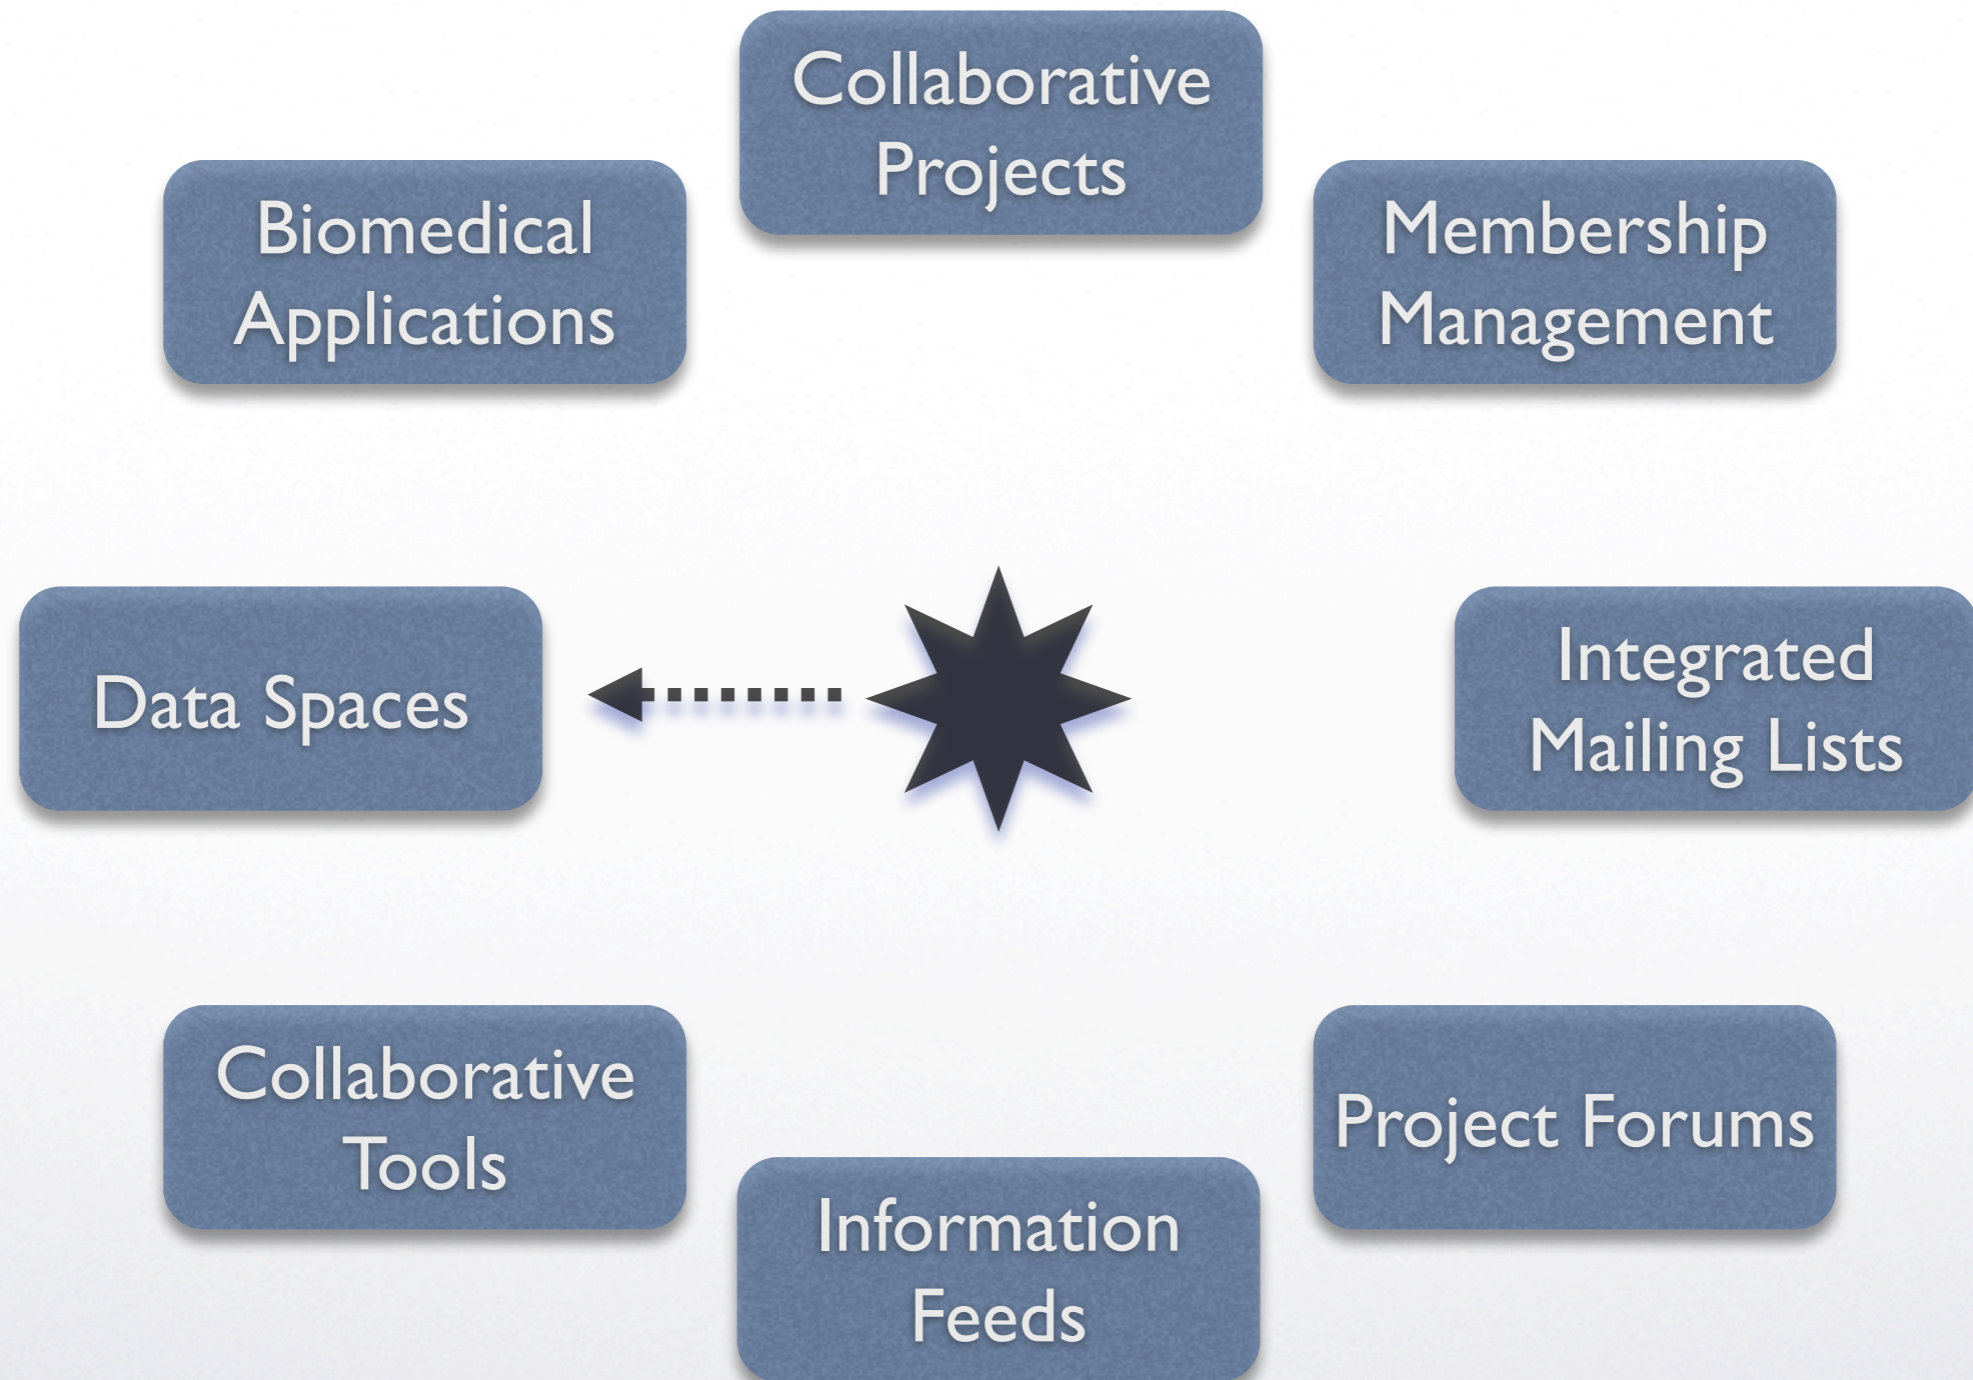 Collaborative
Projects
Biomedical
Applications
Membership
Management
Data Spaces
Integrated
Mailing Lists
Collaborative
Tools
Project Forums
Information
Feeds